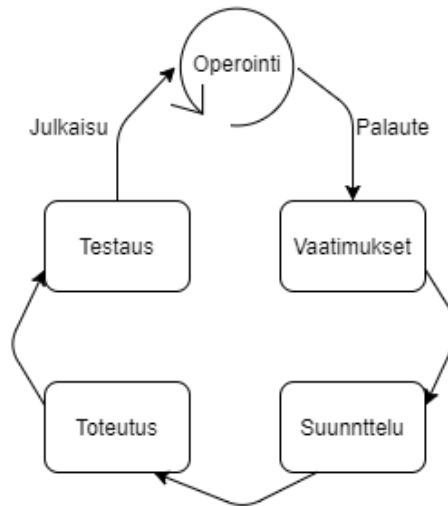 Operointi
Julkaisu
Palaute
Testaus
Vaatimukset
Toteutus
Suunnttelu